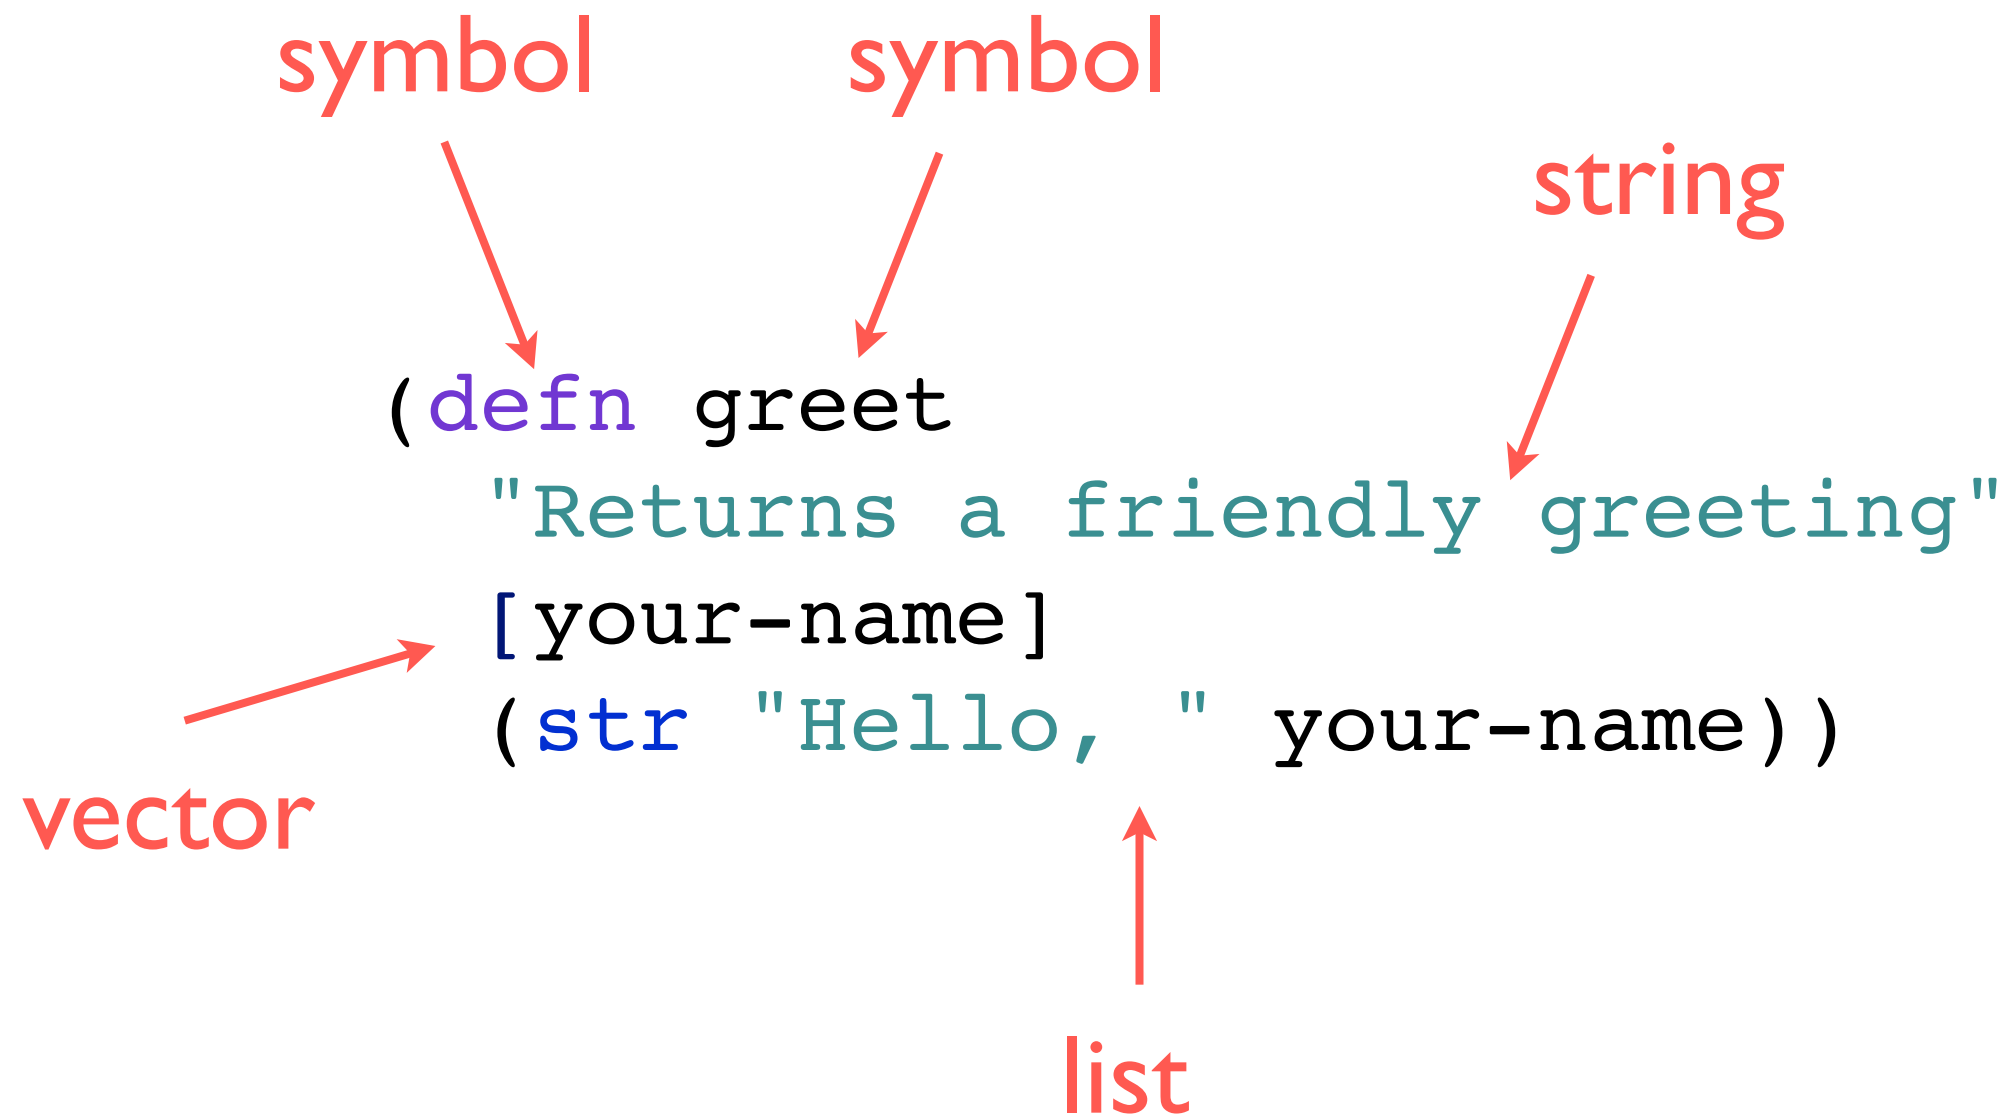 symbol symbol
string
(defn greet
"Returns a friendly greeting"
[your-name]
(str "Hello, " your-name))
vector
list